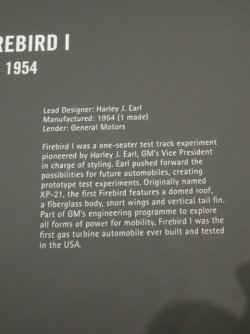 REBIRD I
1954
Lead Designer: Harley J. Earl
Manufactured: 1954 (1 made)
Lender: General Motors
Firebird I was a one-seater test track experiment
pioneered by Harley J. Earl, GM's Vice President
in charge of styling. Earl pushed forward the
possibilities for future automobiles, creating
prototype test experiments. Originally named
XP-21, the first Firebird features a domed roof,
a fiberglass body, short wings and vertical tail fin.
Part of GM's engineering programme to explore
all forms of power for mobility, Firebird I was the
first gas turbine automobile ever built and tested
in the USA.